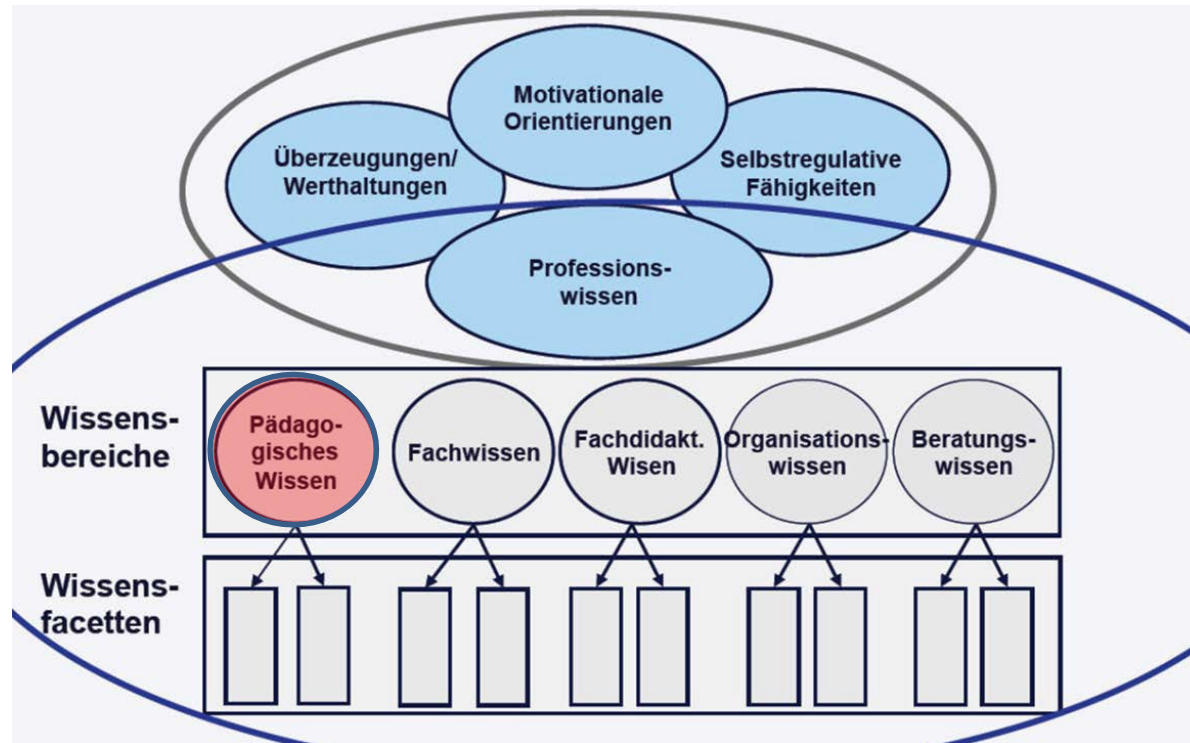 Motivationale
Orientierungen
Überzeugungen/
Werthaltungen
Selbstregulative
Fähigkeiten
Professions-
wissen
Wissens-
bereiche
Pädago-
gisches
Wissen
Fachwissen
Fachdidakt.
Wisen
Organisations-
wissen
Beratungs-
wissen
Wissens-
facetten